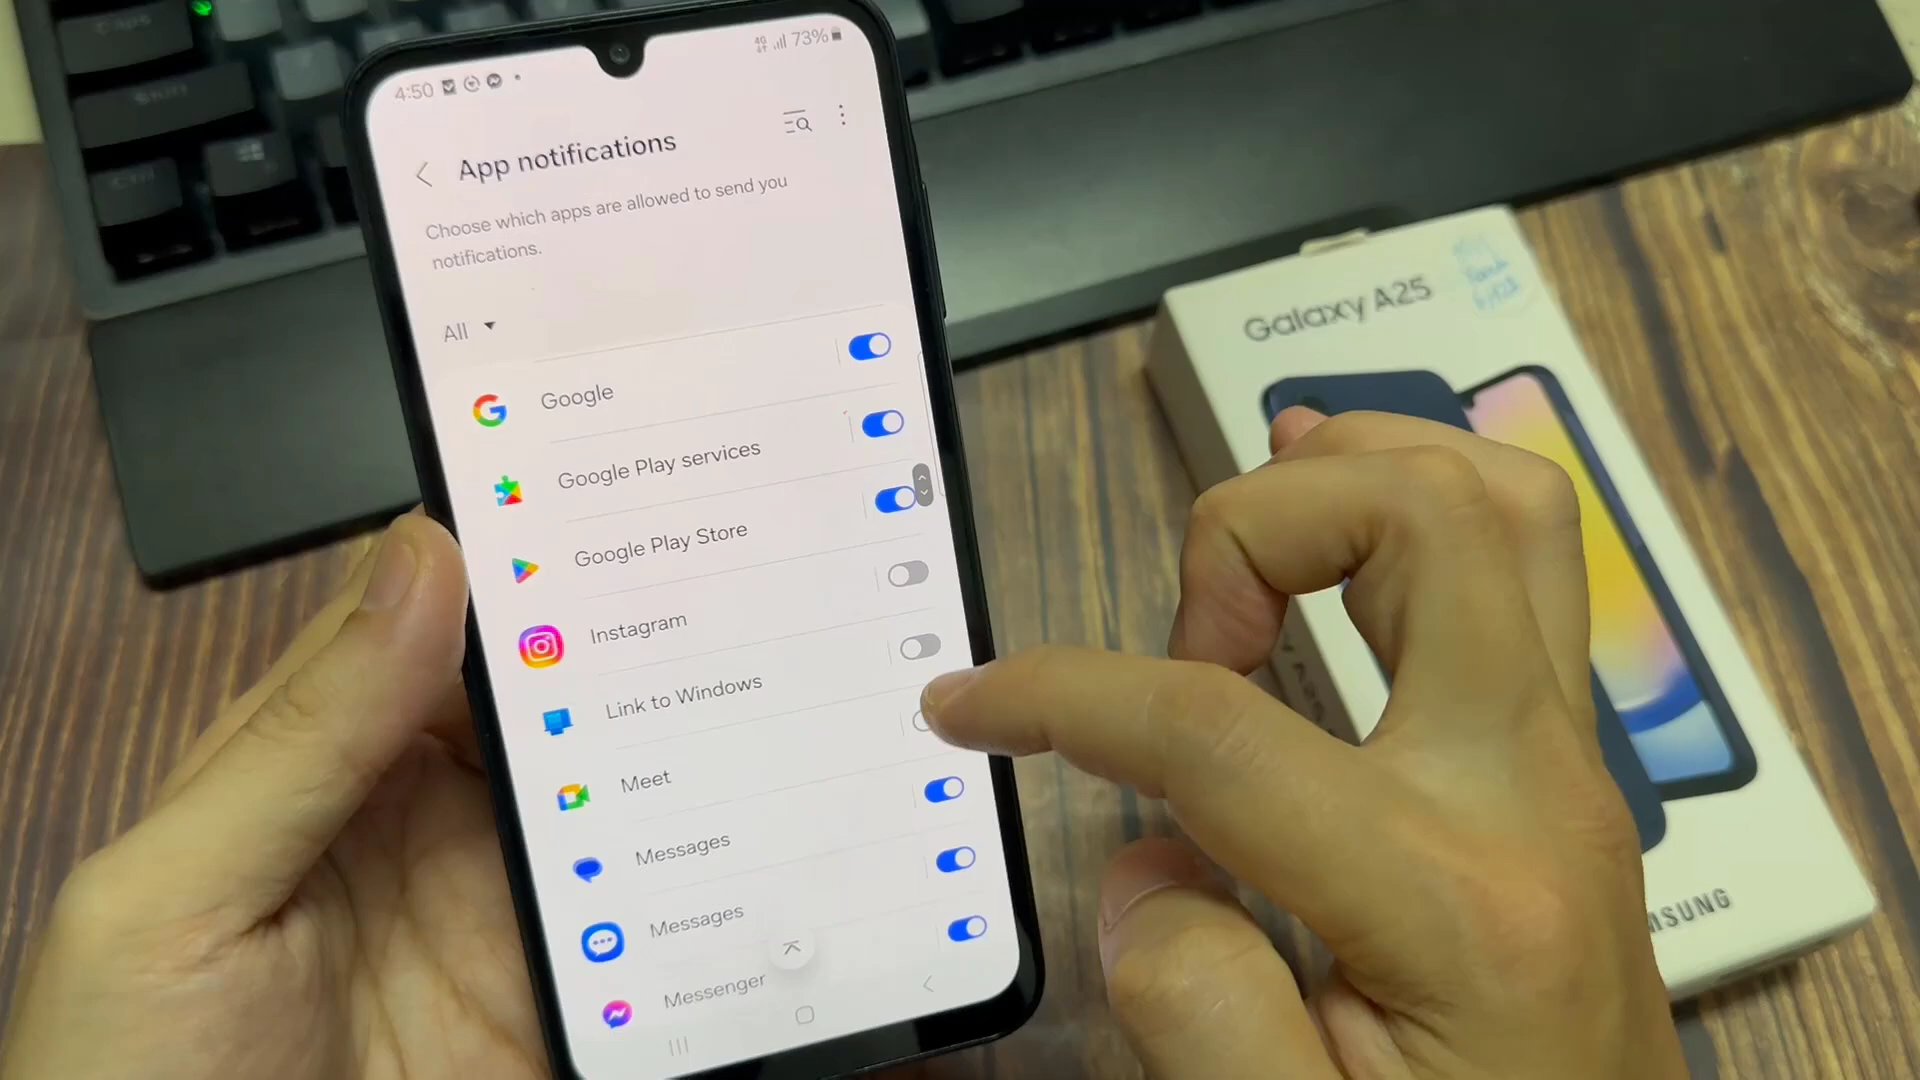 4:50
4G
73%
App notifications
Choose which apps are allowed to send you
notifications.
All
Google
Google Play services
Google Play Store
Instagram
Link to Windows
Meet
Messages
Messages
Messenger
Galaxy A25